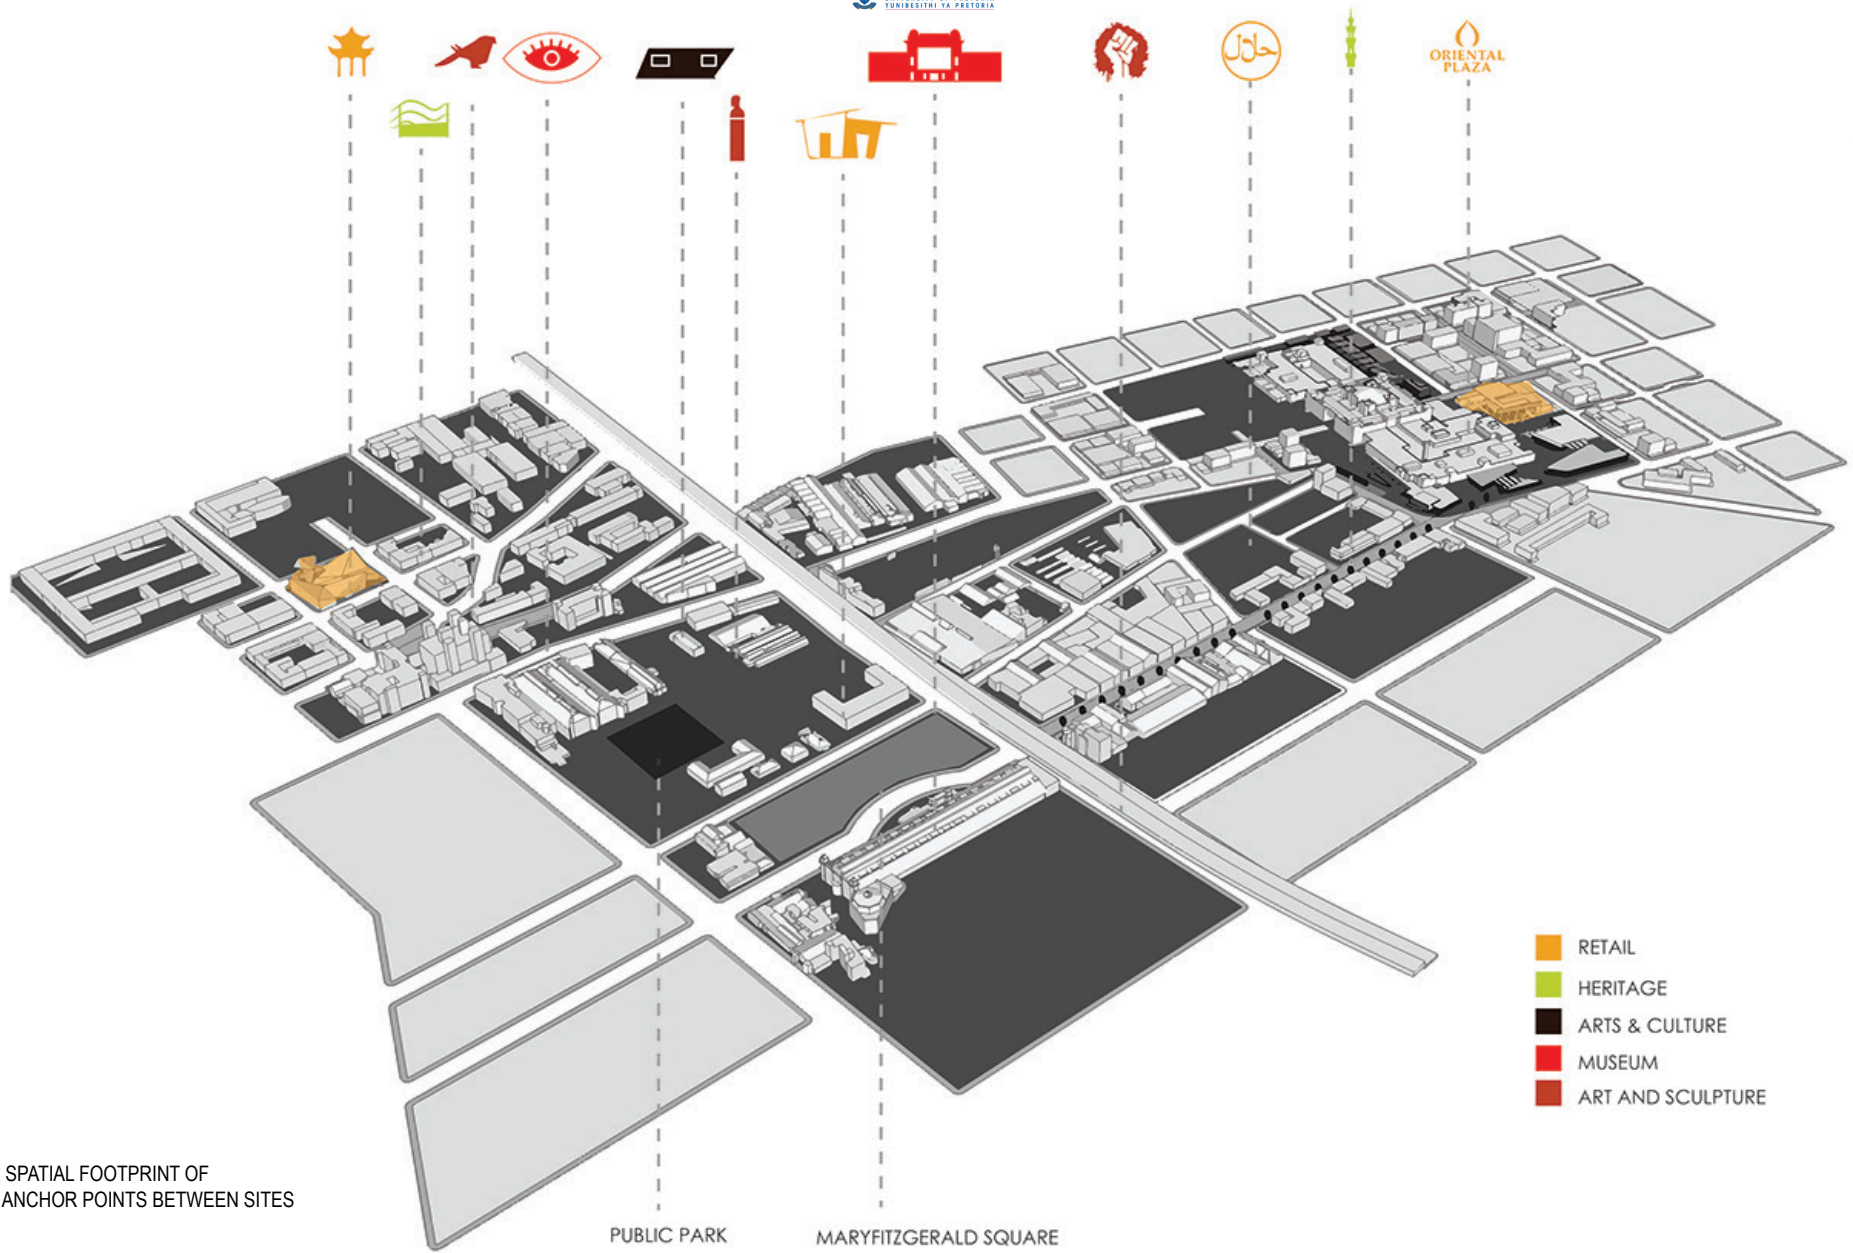 YUNIBESITHI YA PRETORIA
حلال
ORIENTAL
PLAZA
RETAIL
HERITAGE
ARTS & CULTURE
MUSEUM
ART AND SCULPTURE
SPATIAL FOOTPRINT OF
ANCHOR POINTS BETWEEN SITES
PUBLIC PARK
MARYFITZGERALD SQUARE